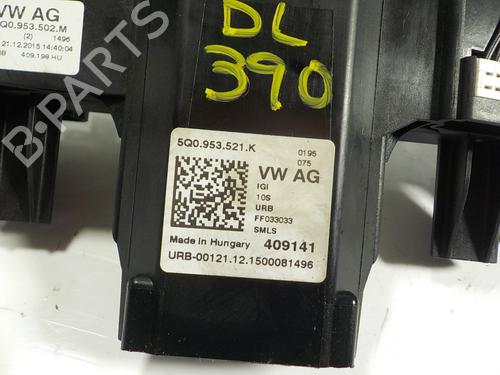 VW AG
Q0.953.502.M
(2) 1496
21.12.2015 14:40:04
409.198 HU
DL
390
B-PARTS
5Q0.953.521.K
0195
075
VW AG
IGI
10S
URB
FF033033
SMLS
Made in Hungary 409141
URB-00121.12.1500081496